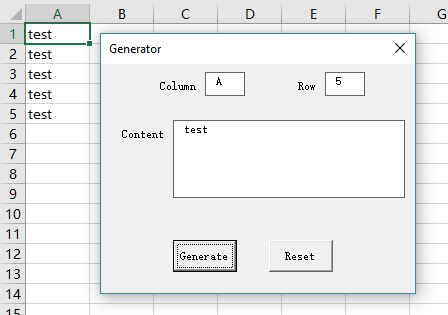 A B C D E F G
1 test
2 test
3 test
4 test
5 test
6
7
8
9
10
11
12
13
14
Generator
Column A Row 5
Content test
Generate Reset